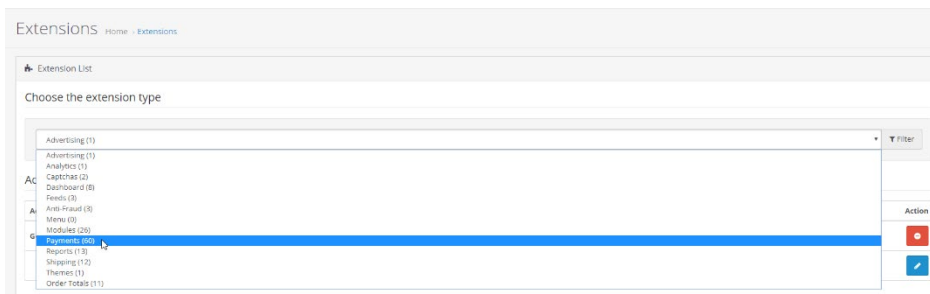 Extensions Home › Extensions
Extension List
Choose the extension type
Advertising (1) Filter
Advertising (1)
Analytics (1)
Captchas (2)
Dashboard (8)
Feeds (3)
Anti-Fraud (3)
Menu (0)
Modules (26)
Payments (60)
Reports (13)
Shipping (12)
Themes (1)
Order Totals (11)
Ac
A Action
G